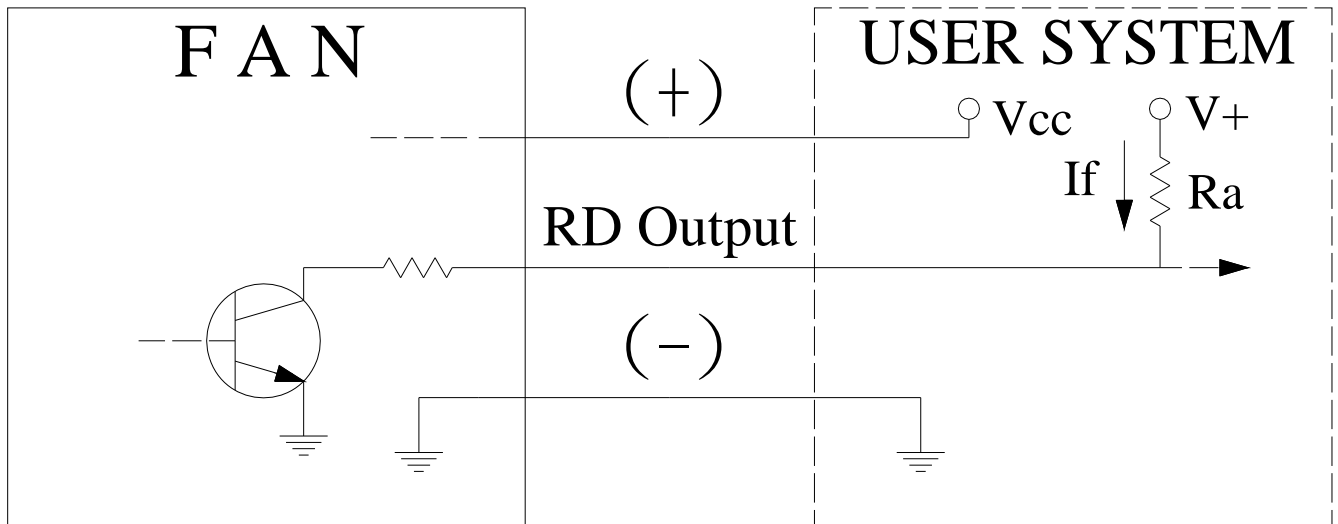 F A N
USER SYSTEM
(+)
Vcc
V+
If
Ra
RD Output
(-)